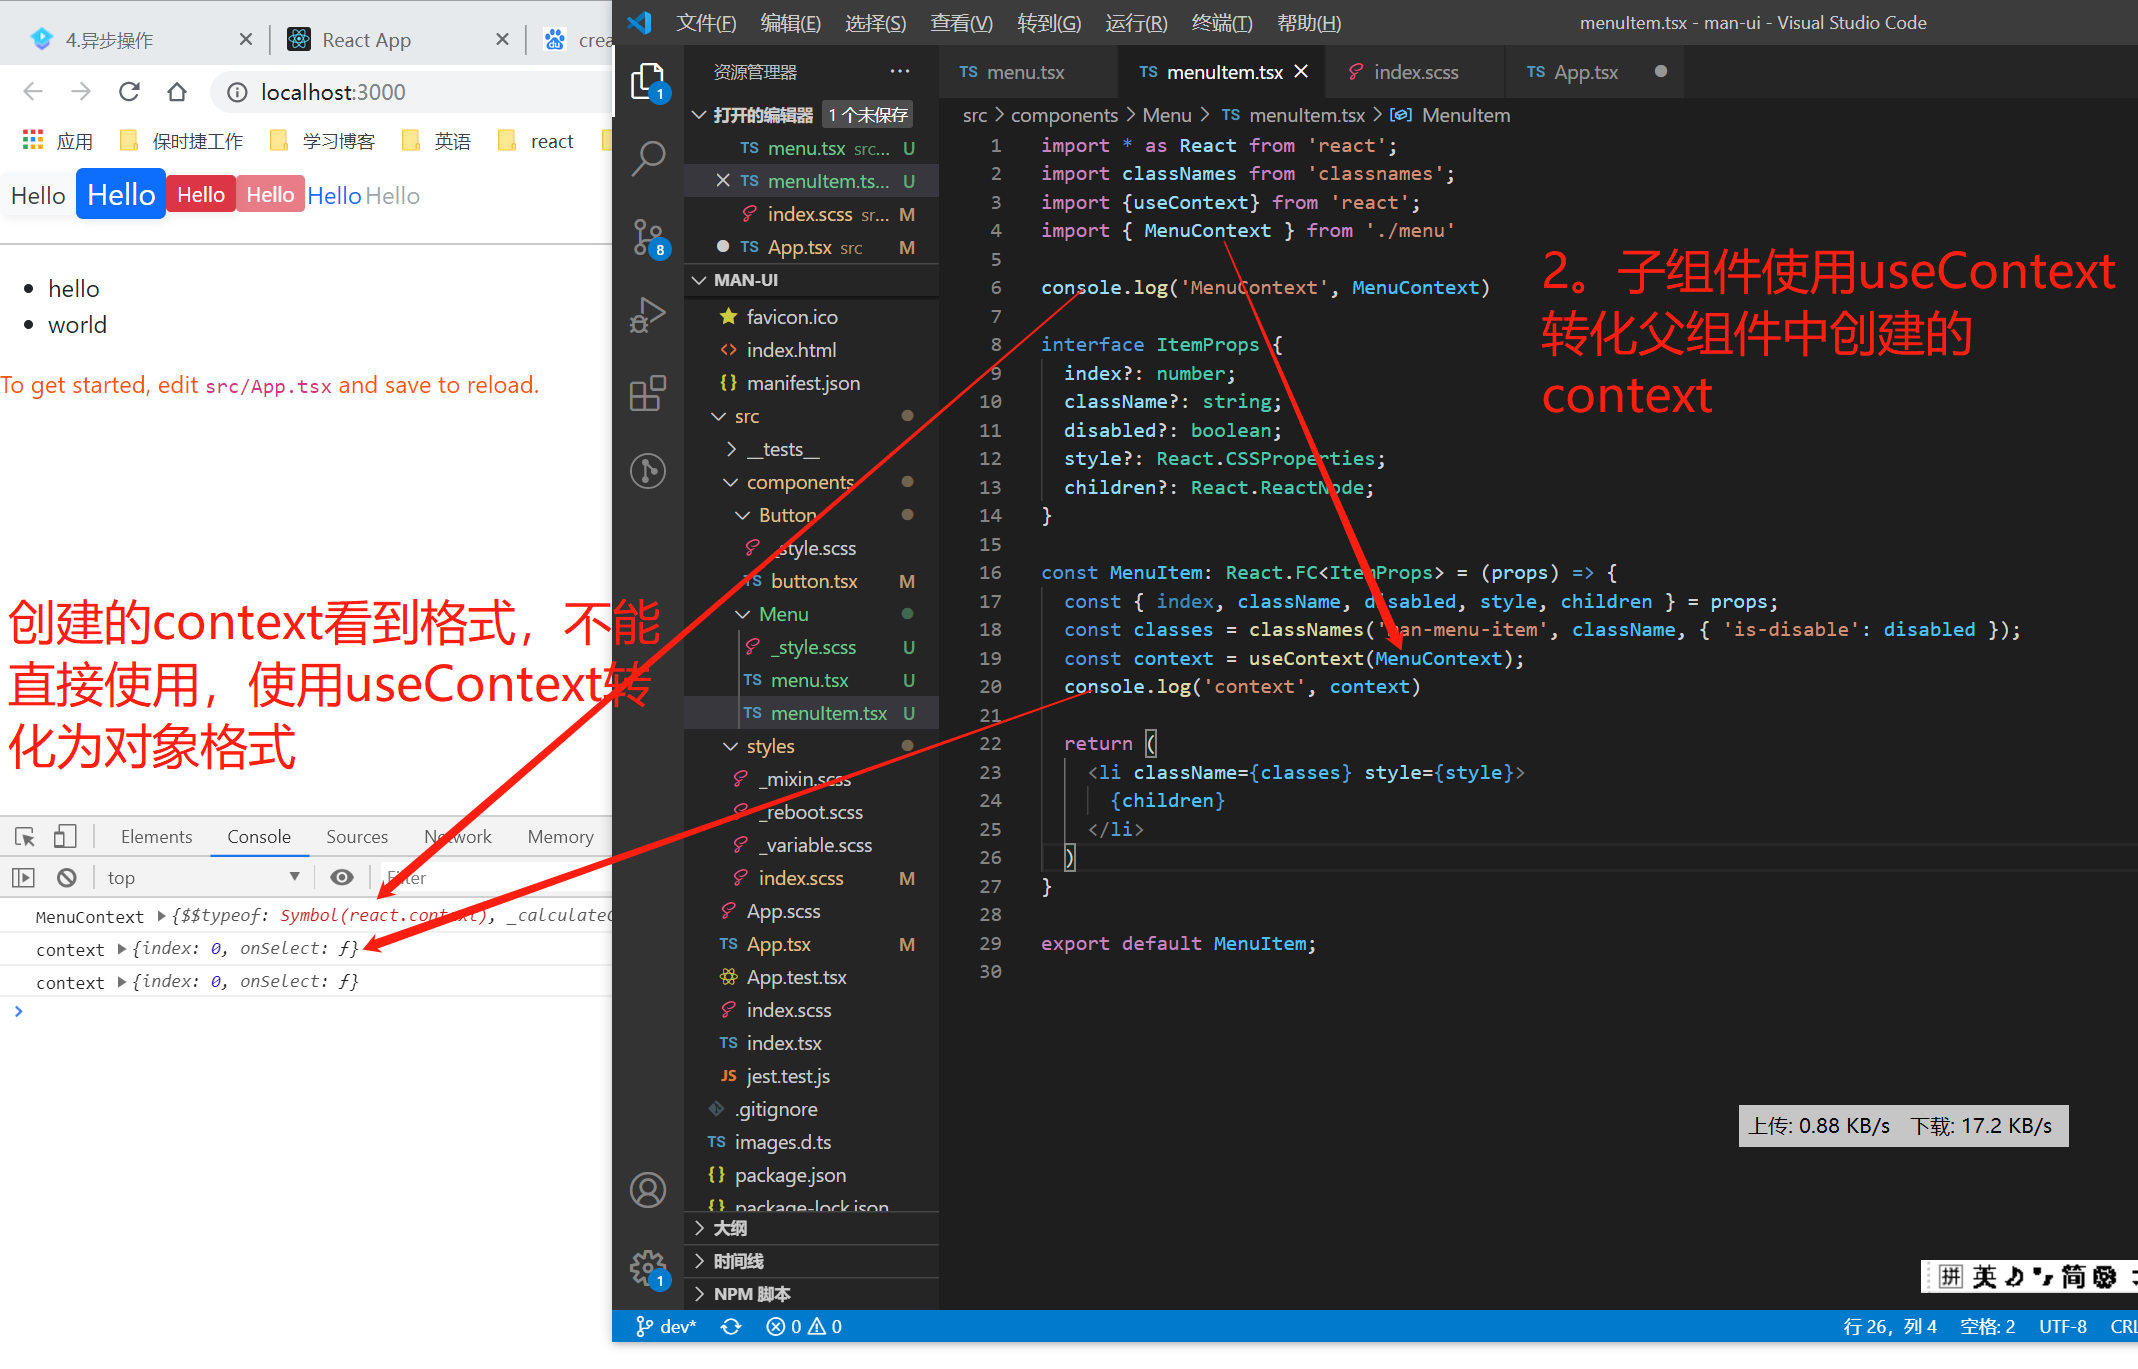 4.异步操作
React App
localhost:3000
应用 保时捷工作 学习博客 英语 react
Hello Hello Hello Hello Hello Hello
hello
world
To get started, edit src/App.tsx and save to reload.
创建的context看到格式，不能
直接使用，使用useContext转
化为对象格式
Elements Console Sources Network Memory
top Filter
MenuContext {$$typeof: Symbol(react.context),
context {index: 0, onSelect: ƒ}
context {index: 0, onSelect: ƒ}
文件(F) 编辑(E) 选择(S) 查看(V) 转到(G) 运行(R) 终端(T) 帮助(H) menuItem.tsx - man-ui - Visual Studio Code
资源管理器 ···
打开的编辑器 1 个未保存
TS menu.tsx src... U
TS menuItem.ts... U
index.scss sr... M
TS App.tsx src M
MAN-UI
favicon.ico
index.html
manifest.json
src
__tests__
components
Button
_style.scss
TS button.tsx M
Menu
_style.scss U
TS menu.tsx U
TS menuItem.tsx U
styles
_mixin.scss
_reboot.scss
_variable.scss
index.scss M
App.scss
TS App.tsx M
App.test.tsx
index.scss
TS index.tsx
JS jest.test.js
.gitignore
TS images.d.ts
package.json
package-lock.json
大纲
时间线
NPM 脚本
1
8
1
TS menu.tsx TS menuItem.tsx index.scss TS App.tsx
src > components > Menu > TS menuItem.tsx > MenuItem
1 import * as React from 'react';
2 import classNames from 'classnames';
3 import {useContext} from 'react';
4 import { MenuContext } from './menu'
5
6 console.log('MenuContext', MenuContext)
7
8 interface ItemProps {
9 index?: number;
10 className?: string;
11 disabled?: boolean;
12 style?: React.CSSProperties;
13 children?: React.ReactNode;
14 }
15
16 const MenuItem: React.FC<ItemProps> = (props) => {
17 const { index, className, disabled, style, children } = props;
18 const classes = classNames('man-menu-item', className, { 'is-disable': disabled });
19 const context = useContext(MenuContext);
20 console.log('context', context)
21
22 return (
23 <li className={classes} style={style}>
24 {children}
25 </li>
26 )
27 }
28
29 export default MenuItem;
30
2。子组件使用useContext
转化父组件中创建的
context
上传: 0.88 KB/s 下载: 17.2 KB/s
拼 英 简
dev* 0 0 行 26，列 4 空格: 2 UTF-8